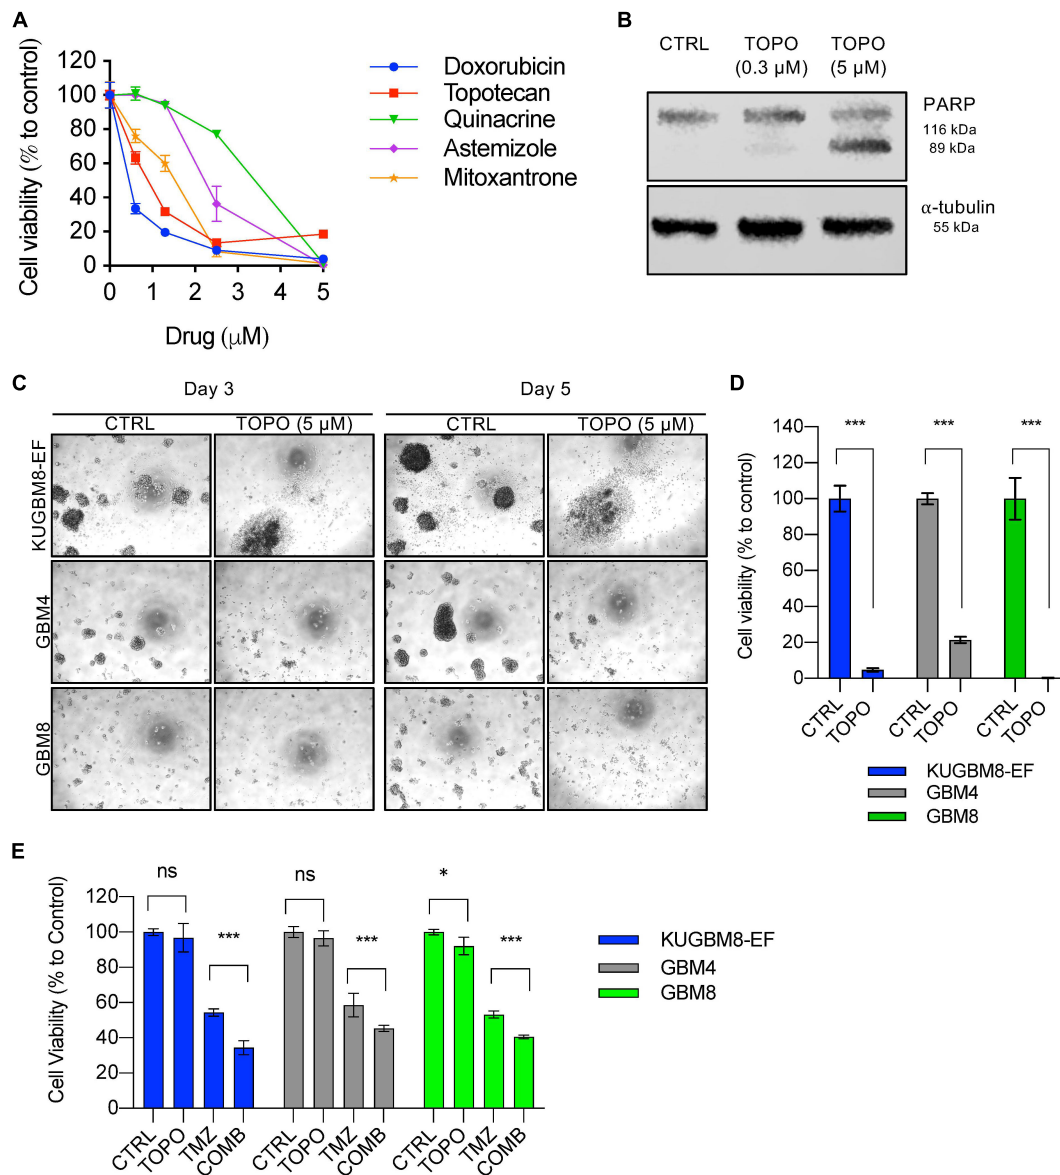 A
Cell viability (% to control)
120
100
80
60
40
20
0
0 1 2 3 4 5
Drug (μM)
Doxorubicin
Topotecan
Quinacrine
Astemizole
Mitoxantrone
B
CTRL TOPO (0.3 μM) TOPO (5 μM)
PARP
116 kDa
89 kDa
α-tubulin
55 kDa
C
Day 3 Day 5
CTRL TOPO (5 μM) CTRL TOPO (5 μM)
KUGBM8-EF
GBM4
GBM8
D
Cell viability (% to control)
*** *** ***
140
120
100
80
60
40
20
0
CTRL TOPO CTRL TOPO CTRL TOPO
KUGBM8-EF
GBM4
GBM8
E
Cell Viability (% to Control)
ns *** ns *** * ***
120
100
80
60
40
20
0
CTRL TOPO TMZ COMB CTRL TOPO TMZ COMB CTRL TOPO TMZ COMB
KUGBM8-EF
GBM4
GBM8